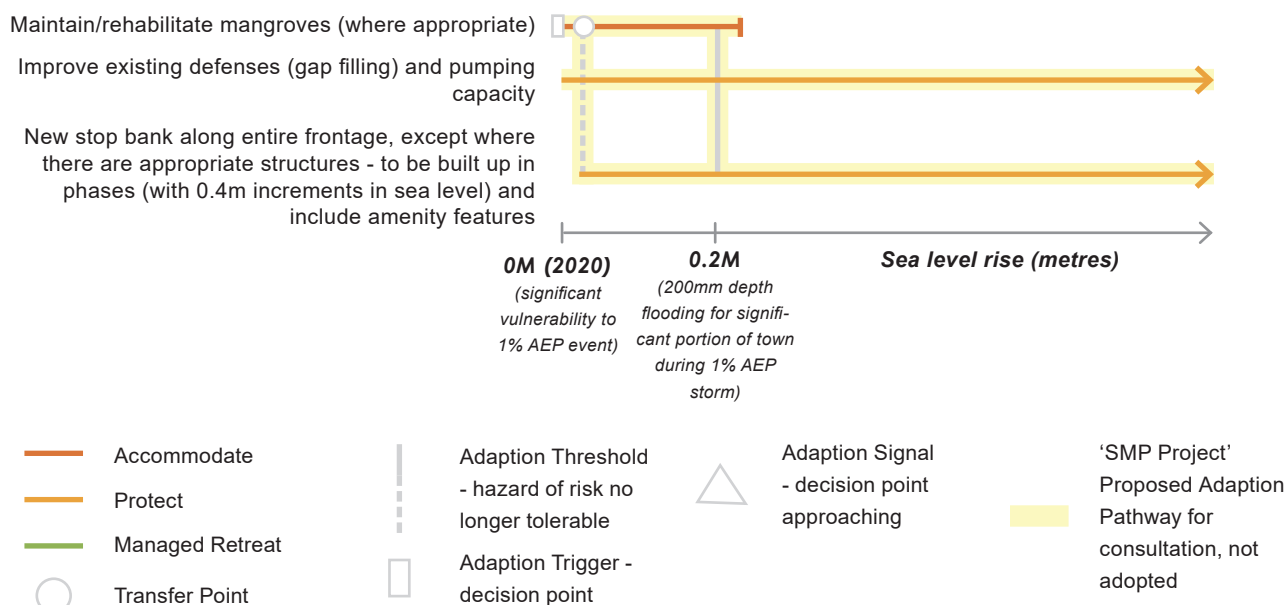 Maintain/rehabilitate mangroves (where appropriate)
Improve existing defenses (gap filling) and pumping
capacity
New stop bank along entire frontage, except where
there are appropriate structures - to be built up in
phases (with 0.4m increments in sea level) and
include amenity features
0M (2020)
(significant
vulnerability to
1% AEP event)
0.2M
(200mm depth
flooding for signifi-
cant portion of town
during 1% AEP
storm)
Sea level rise (metres)
Accommodate
Protect
Managed Retreat
Transfer Point
Adaption Threshold
- hazard of risk no
longer tolerable
Adaption Trigger -
decision point
Adaption Signal
- decision point
approaching
‘SMP Project’
Proposed Adaption
Pathway for
consultation, not
adopted